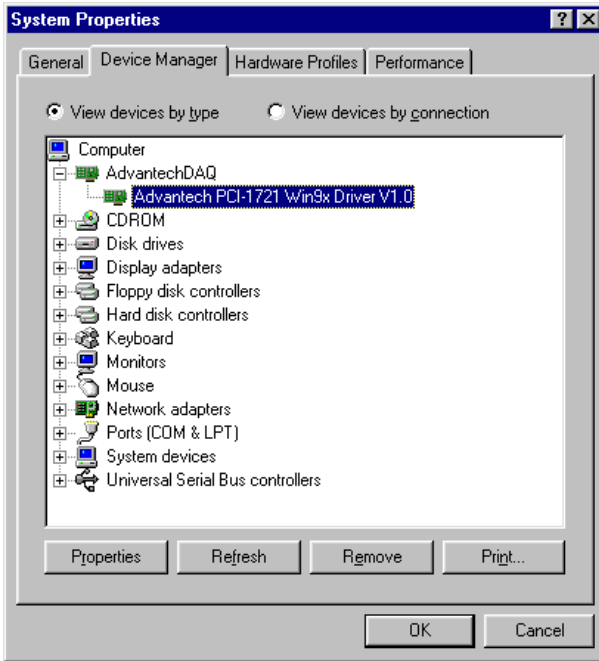 System Properties
General Device Manager Hardware Profiles Performance
View devices by type View devices by connection
Computer
AdvantechDAQ
Advantech PCI-1721 Win9x Driver V1.0
CDROM
Disk drives
Display adapters
Floppy disk controllers
Hard disk controllers
Keyboard
Monitors
Mouse
Network adapters
Ports (COM & LPT)
System devices
Universal Serial Bus controllers
Properties Refresh Remove Print...
OK Cancel